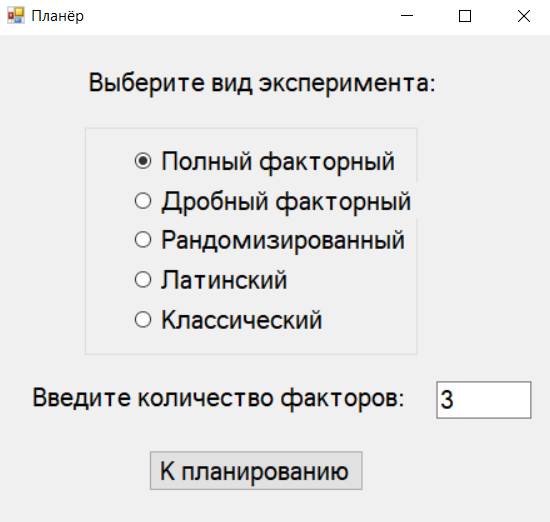 Планёр
Выберите вид эксперимента:
Полный факторный
Дробный факторный
Рандомизированный
Латинский
Классический
Введите количество факторов: 3
К планированию